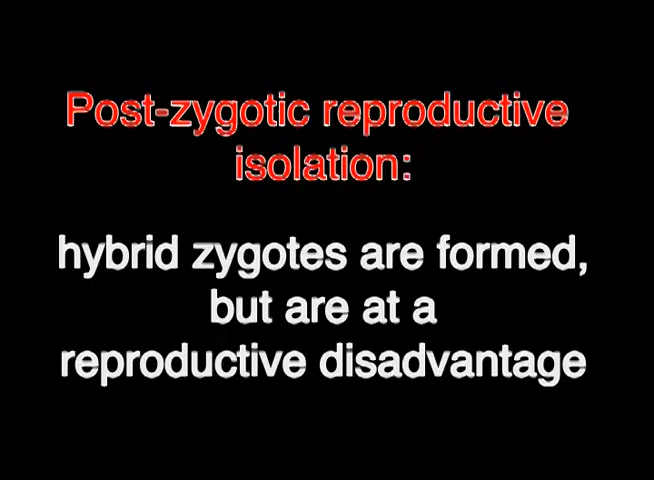 Post-zygotic reproductive
isolation:
hybrid zygotes are formed,
but are at a
reproductive disadvantage